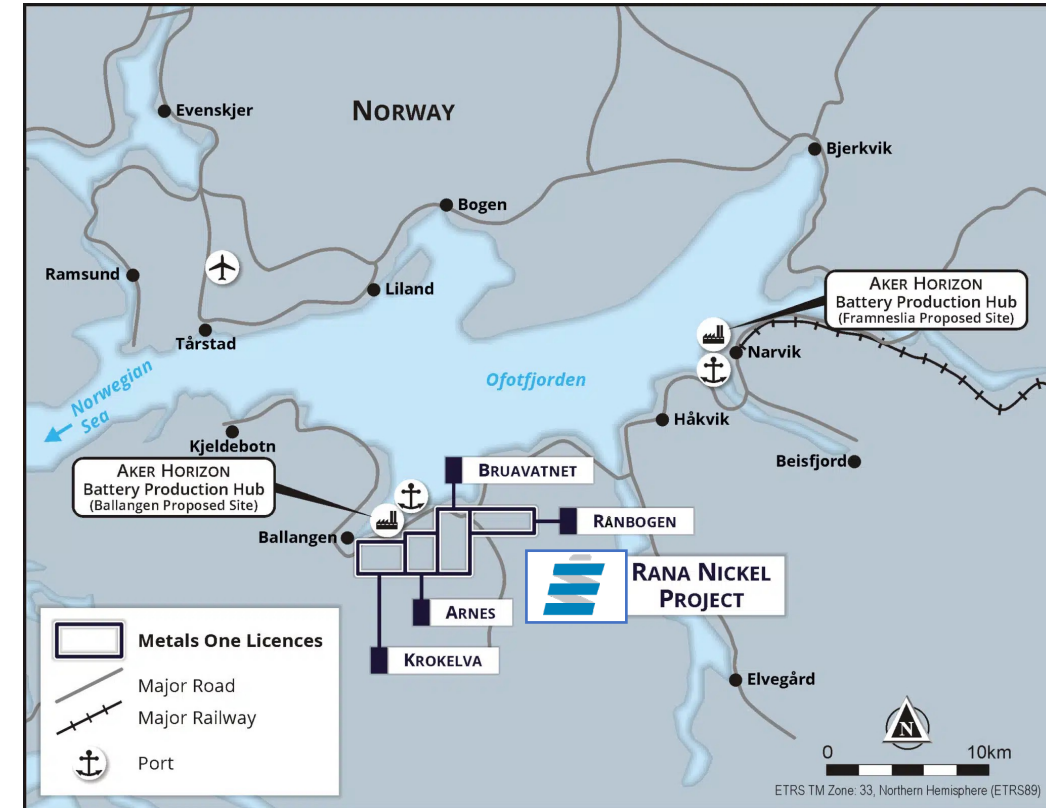 Evenskjer
NORWAY
Bjerkvik
Bogen
Ramsund
Liland
AKER HORIZON
Battery Production Hub
(Framneslia Proposed Site)
Tårstad
Narvik
Norwegian
Sea
Ofotfjorden
Håkvik
Kjeldebotn
Beisfjord
AKER HORIZON
Battery Production Hub
(Ballangen Proposed Site)
BRUAVATNET
RÅNBOGEN
Ballangen
RANA NICKEL
PROJECT
ARNES
KROKELVA
Elvegård
Metals One Licences
Major Road
Major Railway
Port
N
0 10km
ETRS TM Zone: 33, Northern Hemisphere (ETRS89)